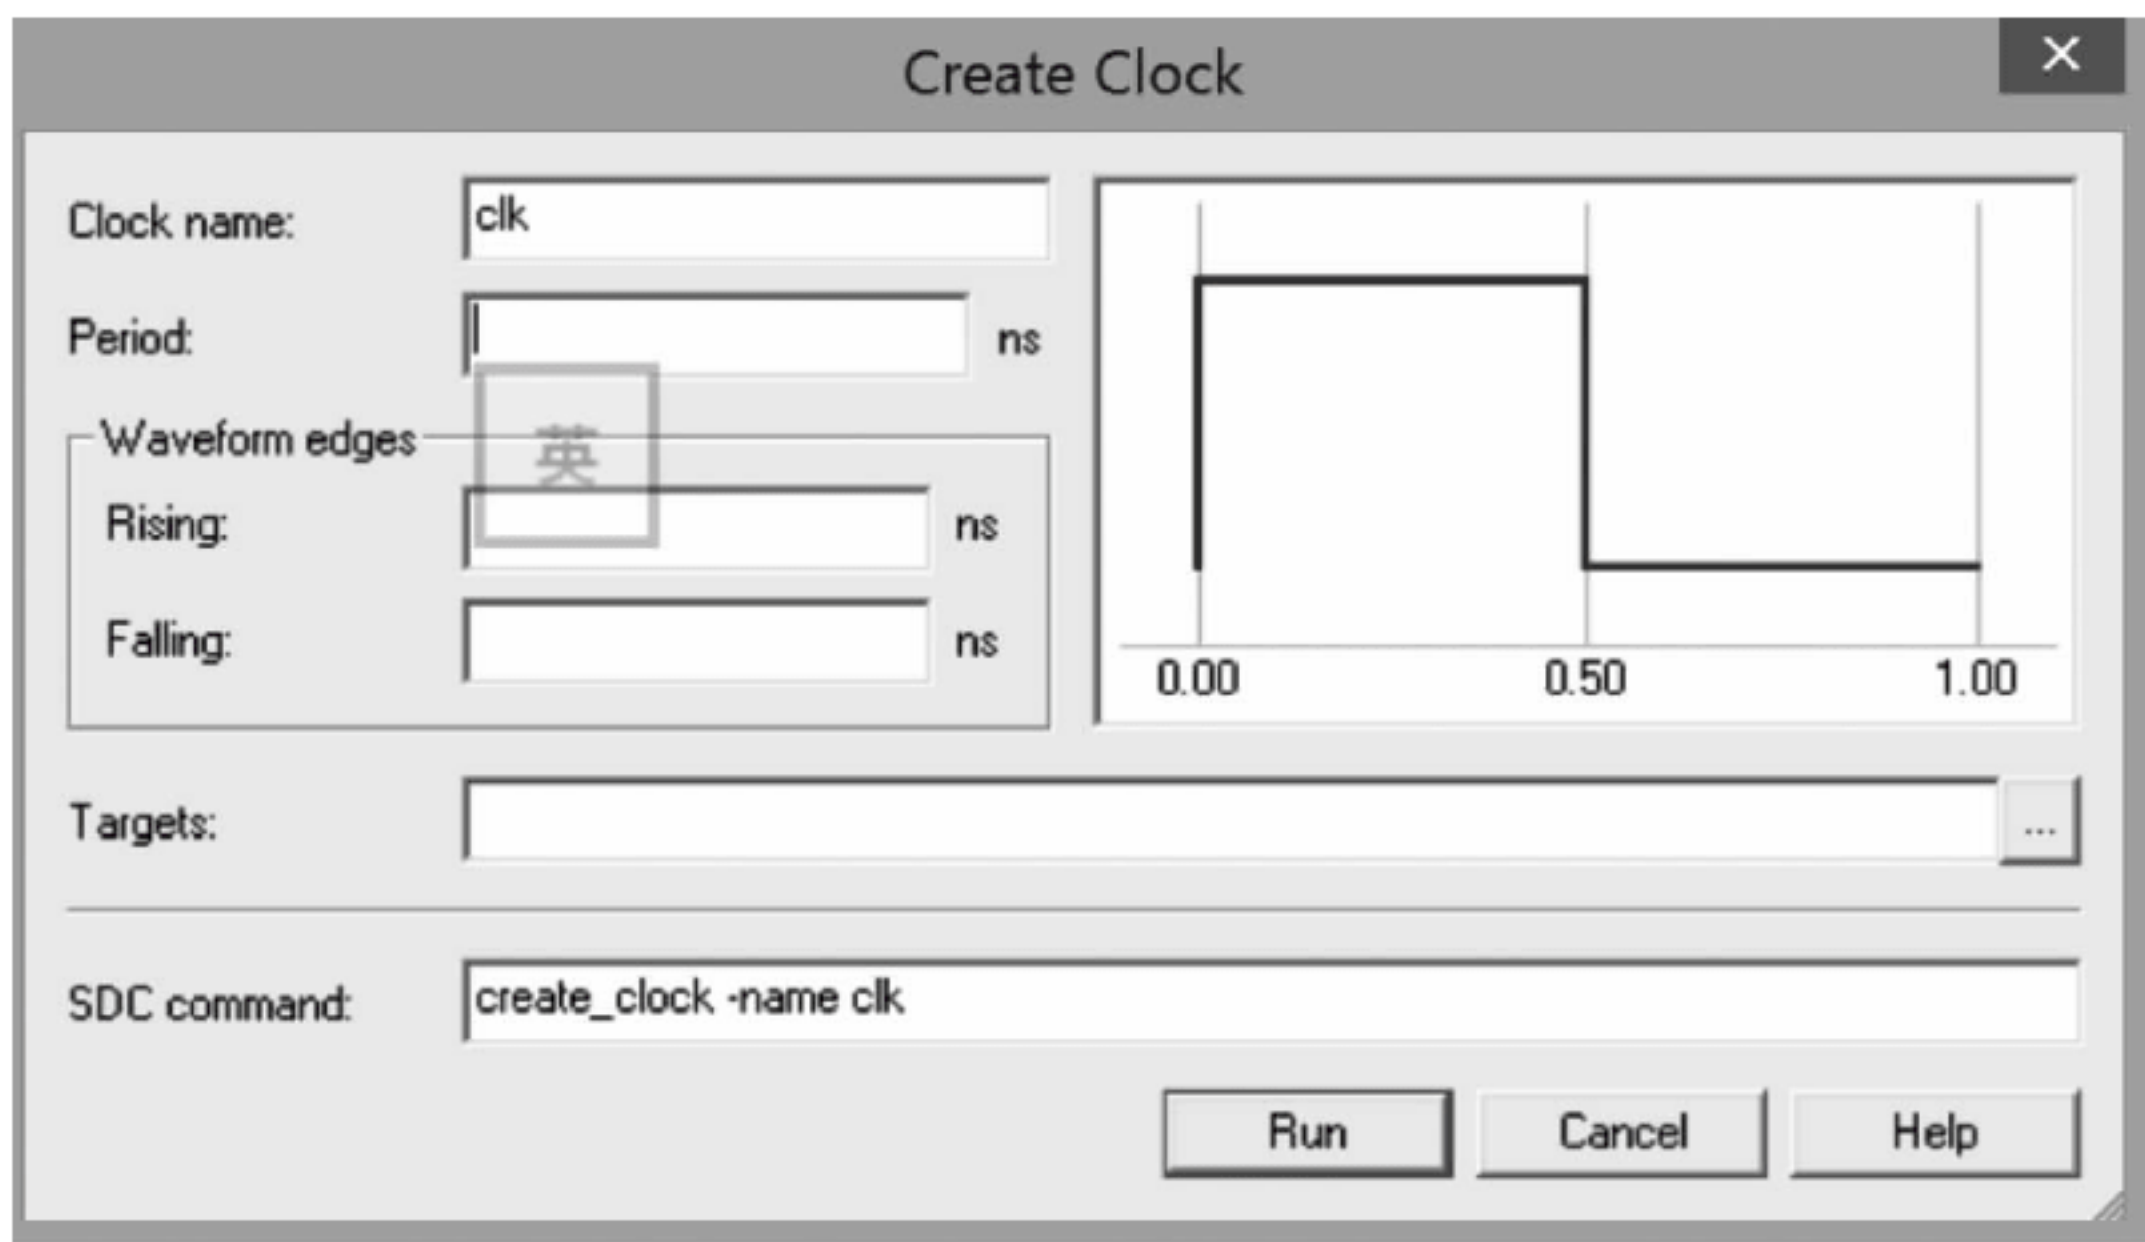 Create Clock
Clock name: clk
Period: ns
Waveform edges
英
Rising: ns
Falling: ns
0.00 0.50 1.00
Targets: ...
SDC command: create_clock -name clk
Run Cancel Help